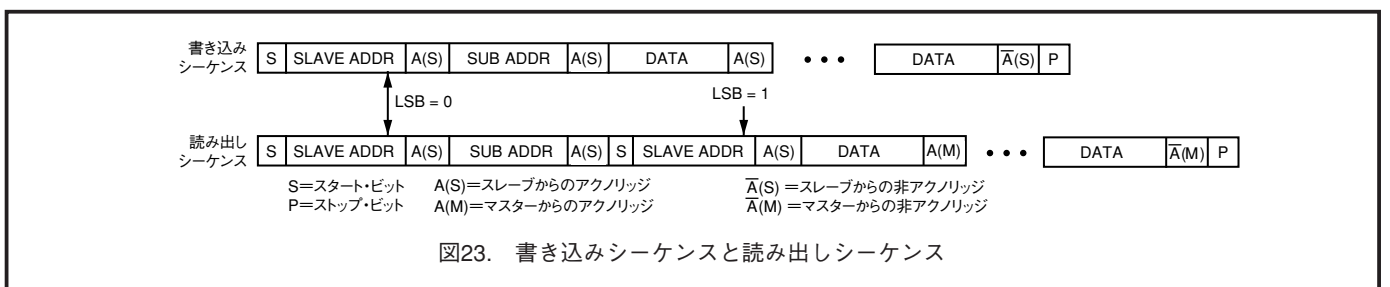 書き込み
シーケンス
S SLAVE ADDR A(S) SUB ADDR A(S) DATA A(S) • • • DATA A̅(S) P
LSB = 0
LSB = 1
読み出し
シーケンス
S SLAVE ADDR A(S) SUB ADDR A(S) S SLAVE ADDR A(S) DATA A(M) • • • DATA A̅(M) P
S=スタート・ビット A(S)=スレーブからのアクノリッジ A̅(S) =スレーブからの非アクノリッジ
P=ストップ・ビット A(M)=マスターからのアクノリッジ A̅(M) =マスターからの非アクノリッジ
図23. 書き込みシーケンスと読み出しシーケンス